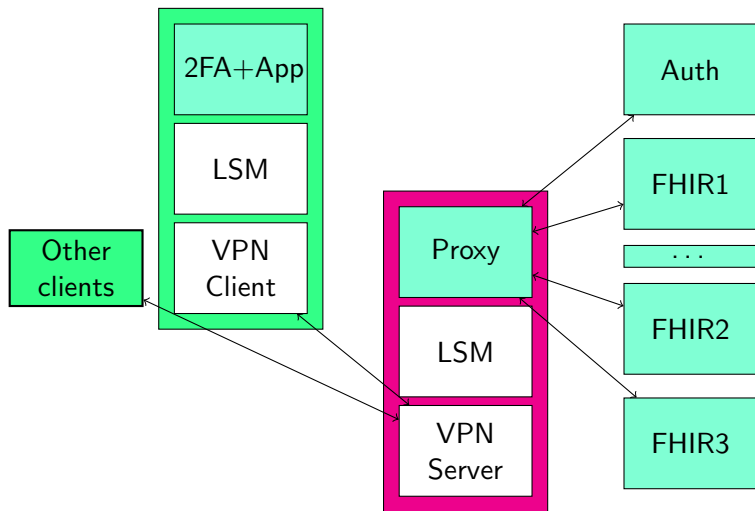 2FA+App
LSM
VPN
Client
Other
clients
Proxy
LSM
VPN
Server
Auth
FHIR1
...
FHIR2
FHIR3